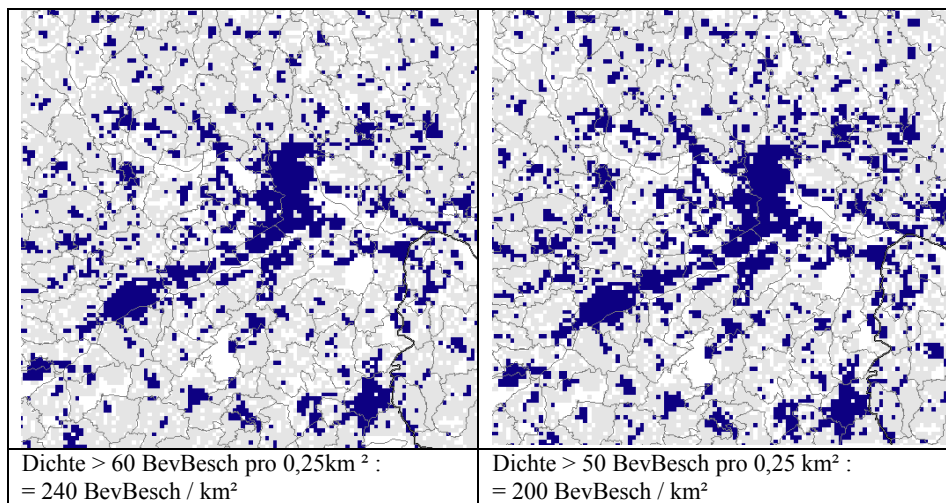 Dichte > 60 BevBesch pro 0,25km ² :
= 240 BevBesch / km²
Dichte > 50 BevBesch pro 0,25 km² :
= 200 BevBesch / km²